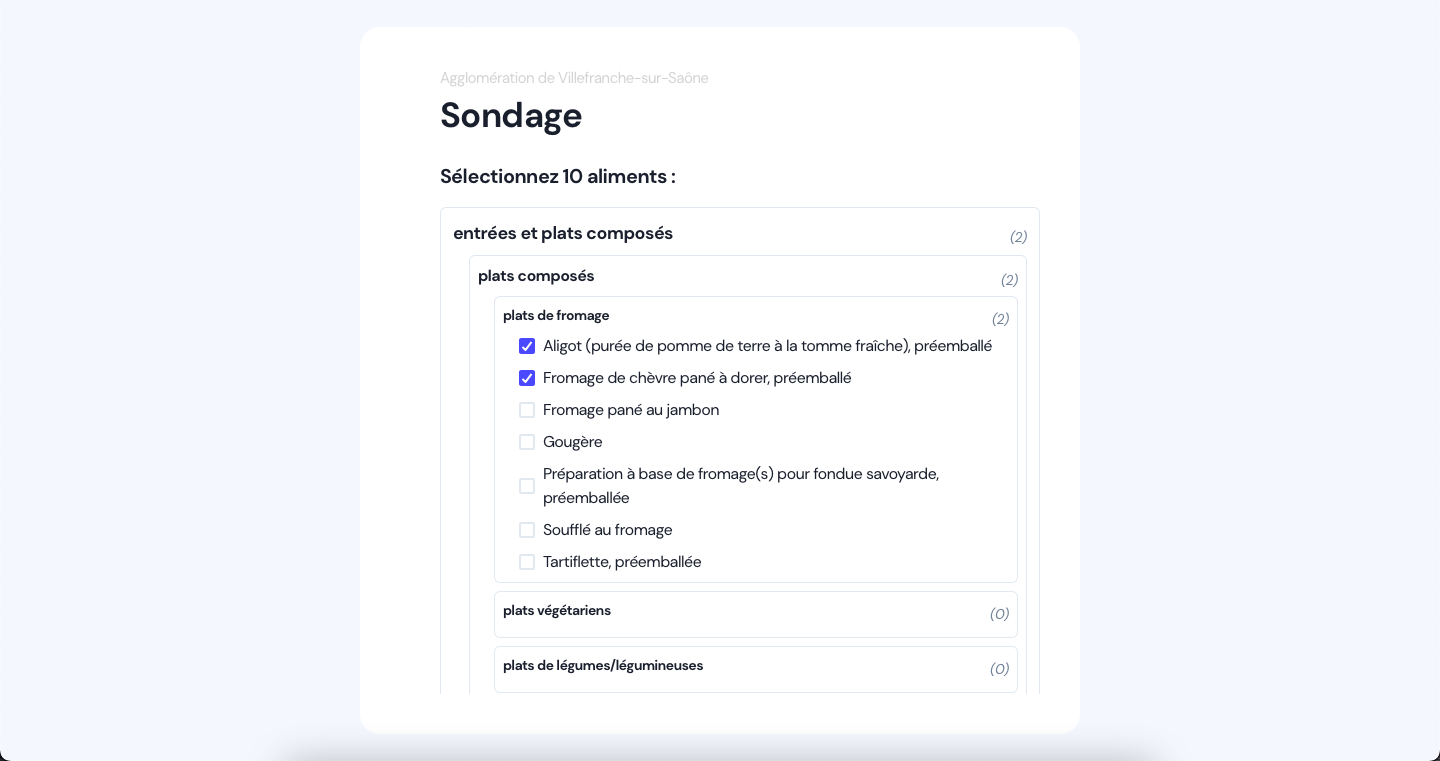 Agglomération de Villefranche-sur-Saône
Sondage
Sélectionnez 10 aliments :
entrées et plats composés (2)
plats composés (2)
plats de fromage (2)
Aligot (purée de pomme de terre à la tomme fraîche), préemballé
Fromage de chèvre pané à dorer, préemballé
Fromage pané au jambon
Gougère
Préparation à base de fromage(s) pour fondue savoyarde,
préemballée
Soufflé au fromage
Tartiflette, préemballée
plats végétariens (0)
plats de légumes/légumineuses (0)